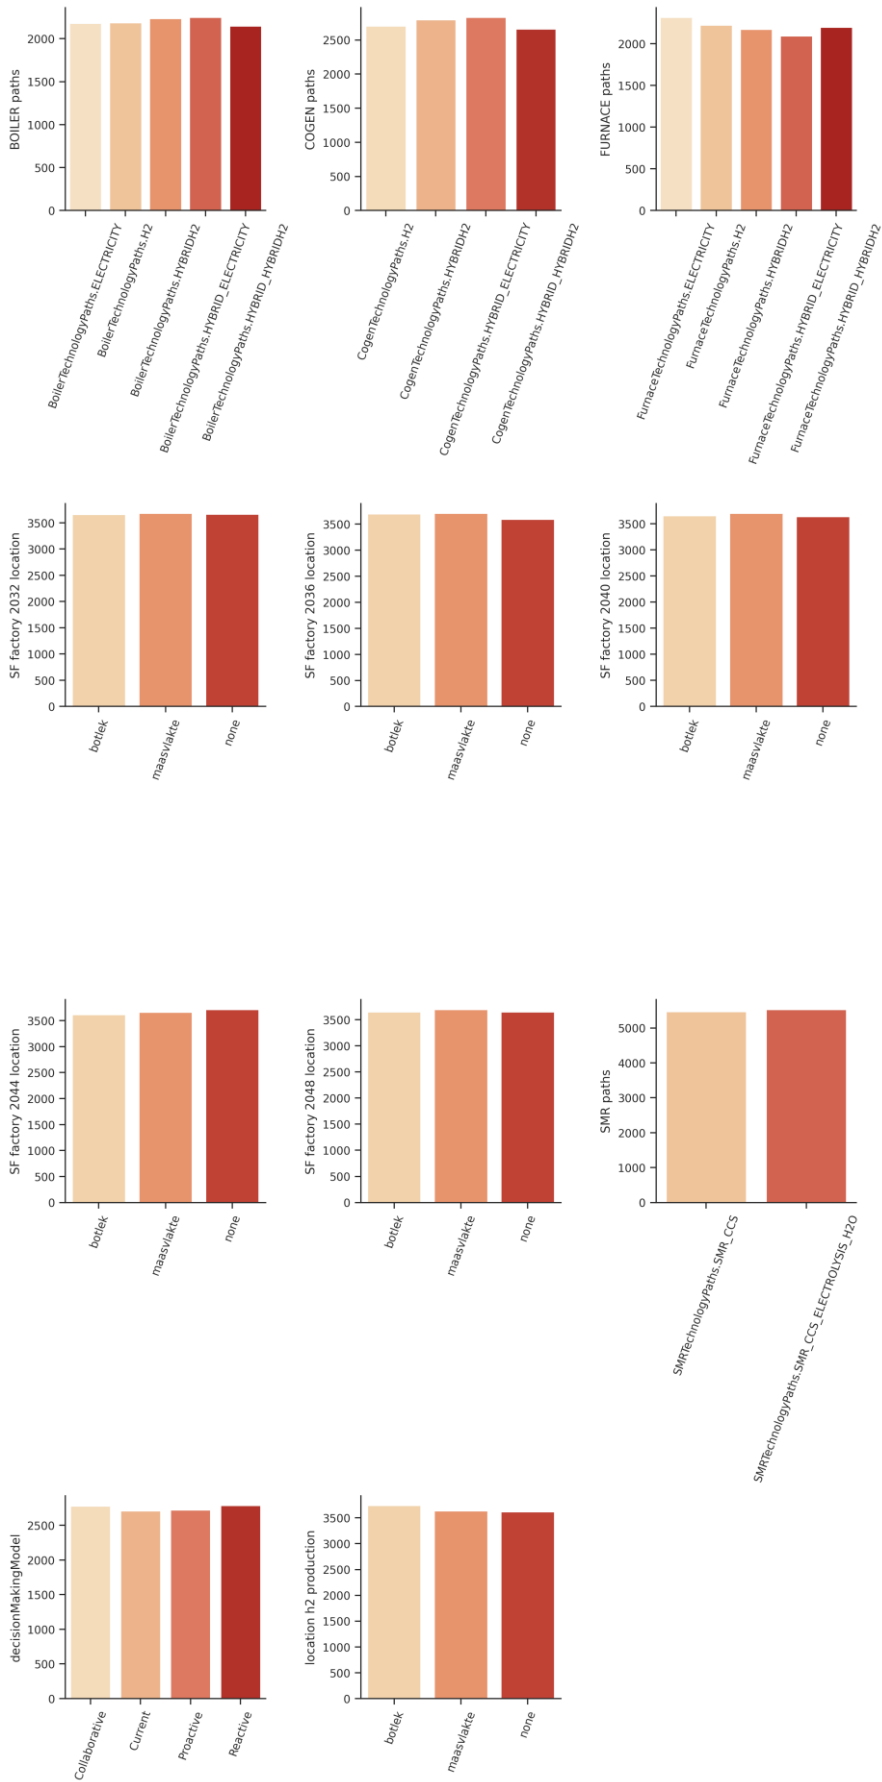 BOILER paths
2000
1500
1000
500
0
BoilerTechnologyPaths.ELECTRICITY
BoilerTechnologyPaths.H2
BoilerTechnologyPaths.HYBRIDH2
BoilerTechnologyPaths.HYBRID_ELECTRICITY
BoilerTechnologyPaths.HYBRID_HYBRIDH2
COGEN paths
2500
2000
1500
1000
500
0
CogenTechnologyPaths.H2
CogenTechnologyPaths.HYBRIDH2
CogenTechnologyPaths.HYBRID_ELECTRICITY
CogenTechnologyPaths.HYBRID_HYBRIDH2
FURNACE paths
2000
1500
1000
500
0
FurnaceTechnologyPaths.ELECTRICITY
FurnaceTechnologyPaths.H2
FurnaceTechnologyPaths.HYBRIDH2
FurnaceTechnologyPaths.HYBRID_ELECTRICITY
FurnaceTechnologyPaths.HYBRID_HYBRIDH2
SF factory 2032 location
3500
3000
2500
2000
1500
1000
500
0
botlek
maasvlakte
none
SF factory 2036 location
3500
3000
2500
2000
1500
1000
500
0
botlek
maasvlakte
none
SF factory 2040 location
3500
3000
2500
2000
1500
1000
500
0
botlek
maasvlakte
none
SF factory 2044 location
3500
3000
2500
2000
1500
1000
500
0
botlek
maasvlakte
none
SF factory 2048 location
3500
3000
2500
2000
1500
1000
500
0
botlek
maasvlakte
none
SMR paths
5000
4000
3000
2000
1000
0
SMRTechnologyPaths.SMR_CCS
SMRTechnologyPaths.SMR_CCS_ELECTROLYSIS_H2O
decisionMakingModel
2500
2000
1500
1000
500
0
Collaborative
Current
Proactive
Reactive
location h2 production
3500
3000
2500
2000
1500
1000
500
0
botlek
maasvlakte
none